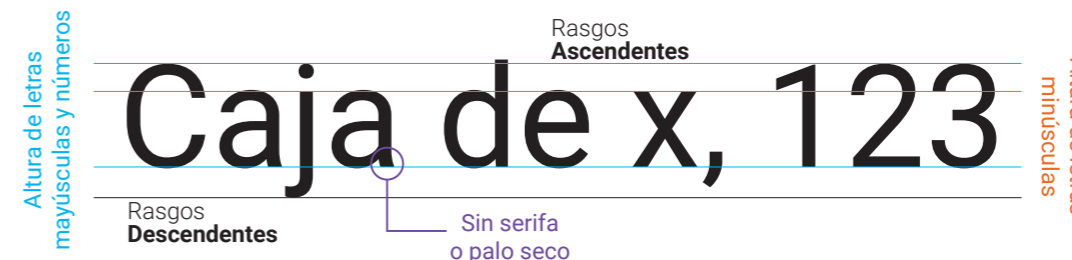 Altura de letras
mayúsculas y números
Rasgos
Ascendentes
Caja de x, 123
Rasgos
Descendentes
Sin serifa
o palo seco
minúsculas